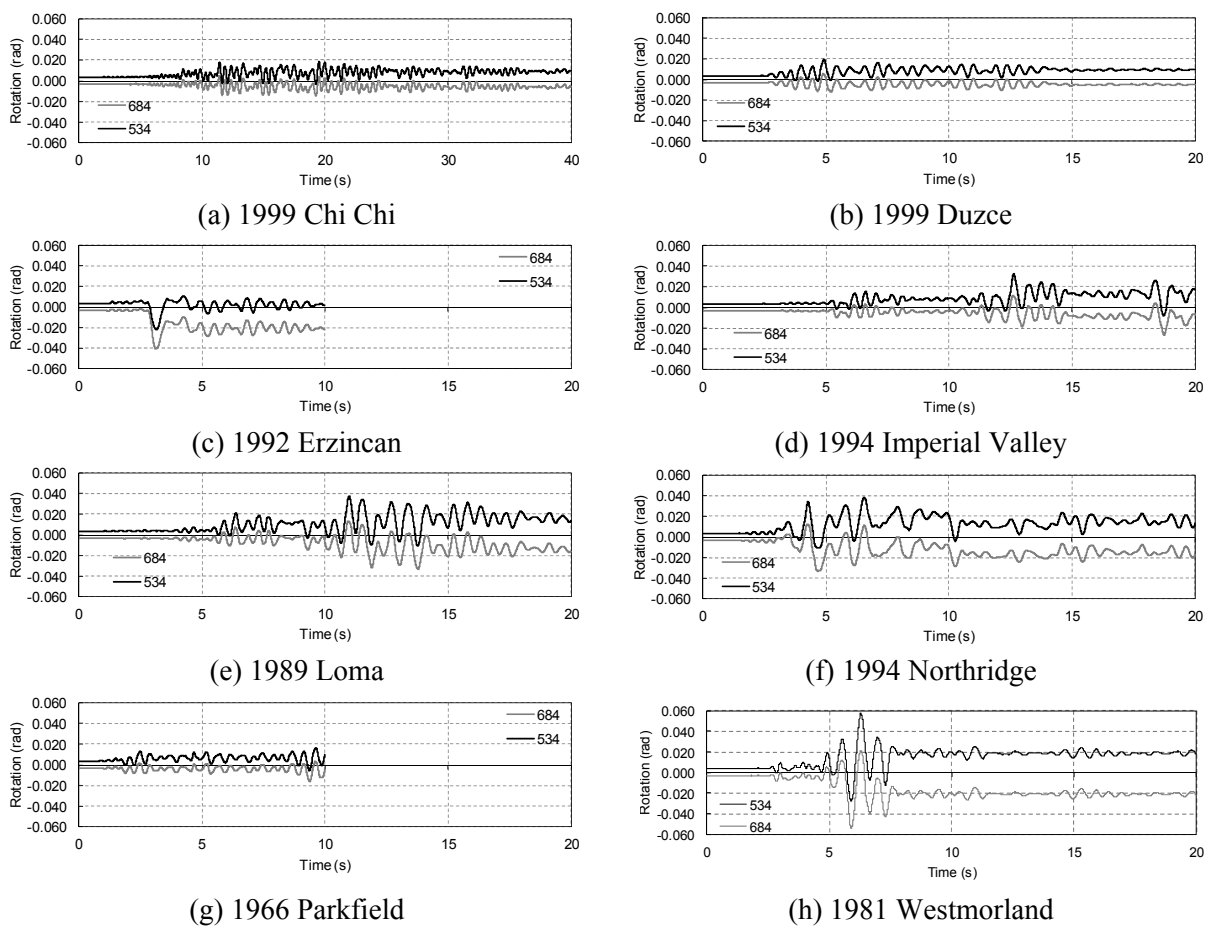 0.060
0.040
0.020
0.000
-0.020
-0.040
-0.060
Rotation (rad)
684
534
0 10 20 30 40
Time (s)
(a) 1999 Chi Chi
0.060
0.040
0.020
0.000
-0.020
-0.040
-0.060
Rotation (rad)
684
534
0 5 10 15 20
Time (s)
(b) 1999 Duzce
0.060
0.040
0.020
0.000
-0.020
-0.040
-0.060
Rotation (rad)
684
534
0 5 10 15 20
Time (s)
(c) 1992 Erzincan
0.060
0.040
0.020
0.000
-0.020
-0.040
-0.060
Rotation (rad)
684
534
0 5 10 15 20
Time (s)
(d) 1994 Imperial Valley
0.060
0.040
0.020
0.000
-0.020
-0.040
-0.060
Rotation (rad)
684
534
0 5 10 15 20
Time (s)
(e) 1989 Loma
0.060
0.040
0.020
0.000
-0.020
-0.040
-0.060
Rotation (rad)
684
534
0 5 10 15 20
Time (s)
(f) 1994 Northridge
0.060
0.040
0.020
0.000
-0.020
-0.040
-0.060
Rotation (rad)
684
534
0 5 10 15 20
Time (s)
(g) 1966 Parkfield
0.060
0.040
0.020
0.000
-0.020
-0.040
-0.060
Rotation (rad)
534
684
0 5 10 15 20
Time (s)
(h) 1981 Westmorland